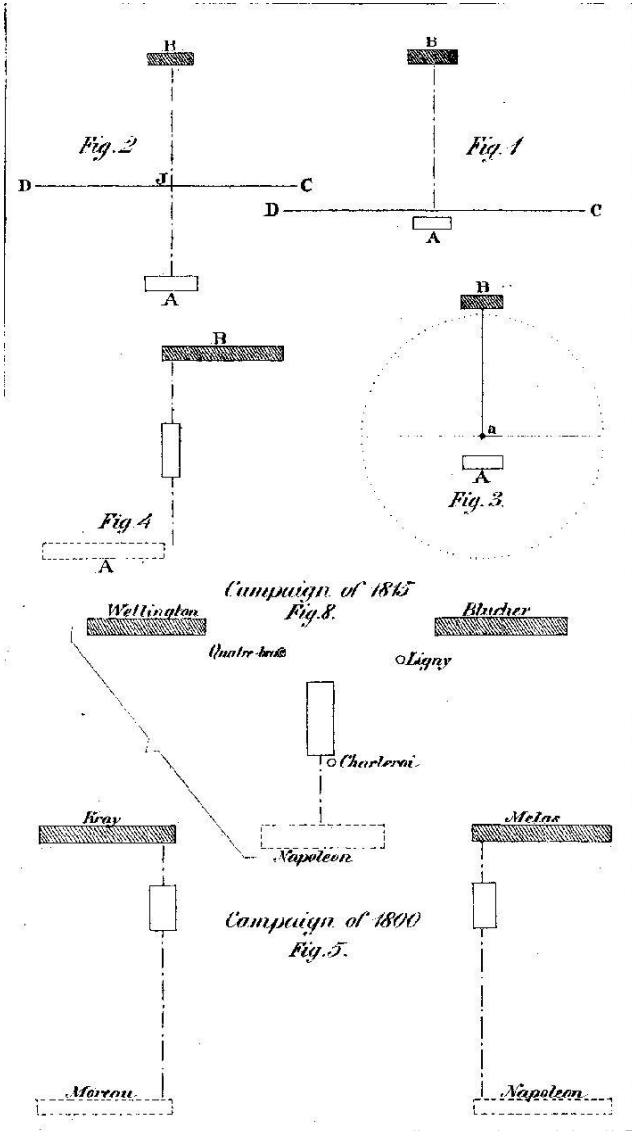 B
Fig. 2
D
J
C
A
B
Fig. 1
D
C
A
B
a
A
Fig. 3.
B
Fig. 4
A
Campaign of 1815
Fig. 8.
Wellington
Blucher
Quatre-bras
Ligny
Charleroi
Napoleon
Kray
Melas
Campaign of 1800
Fig. 5.
Moreau
Napoleon